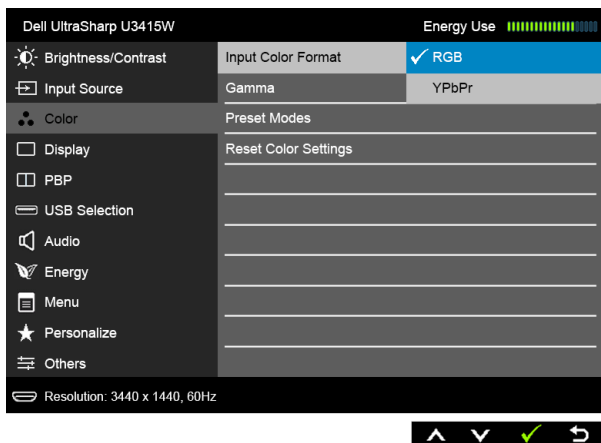 Dell UltraSharp U3415W
Energy Use
Brightness/Contrast
Input Source
Color
Display
PBP
USB Selection
Audio
Energy
Menu
Personalize
Others
Input Color Format
Gamma
Preset Modes
Reset Color Settings
RGB
YPbPr
Resolution: 3440 x 1440, 60Hz